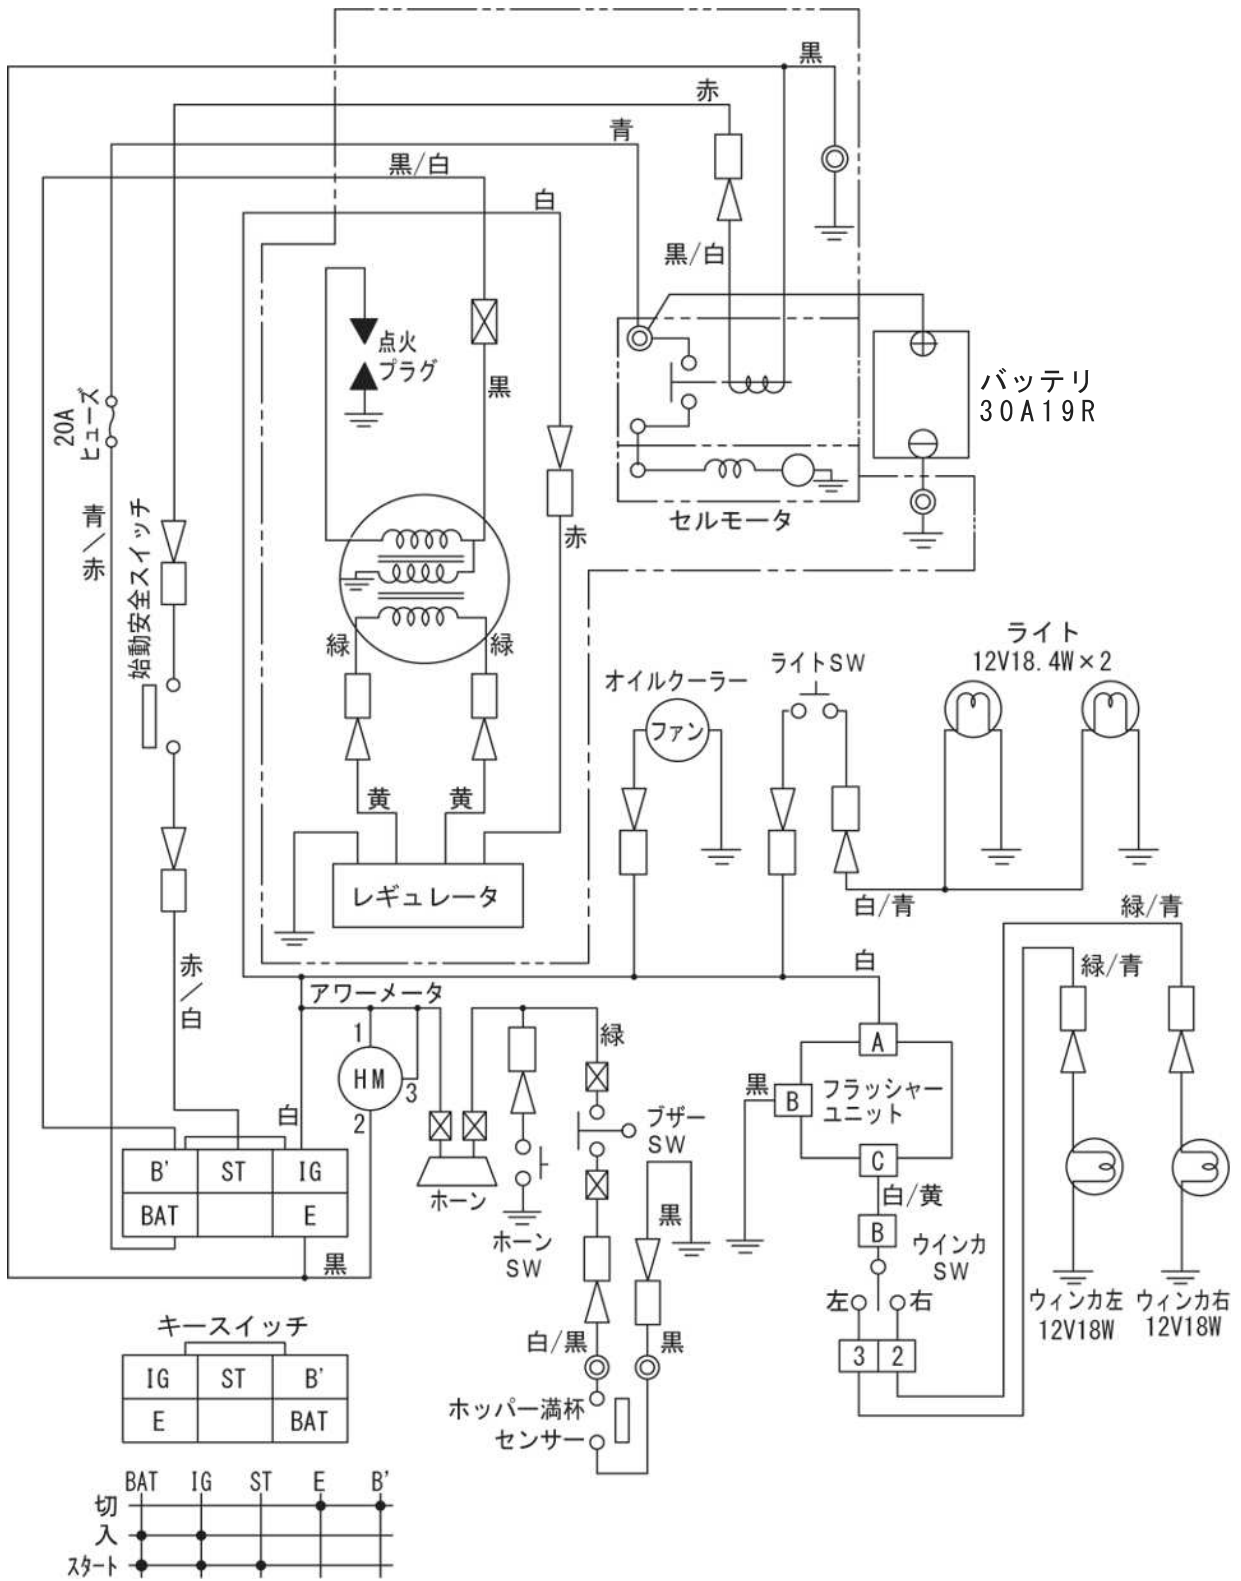 黒
赤
青
黒/白
白
黒/白
点火
プラグ
黒
バッテリ
30A19R
20A
ヒューズ
セルモータ
青/赤
始動安全スイッチ
赤
緑
緑
ライト
12V18.4W×2
ライトSW
オイルクーラー
ファン
黄
黄
レギュレータ
白/青
緑/青
緑/青
白
赤/白
アワーメータ
1
HM
3
2
緑
白
A
黒
B
フラッシャー
ユニット
C
ブザー
SW
B' ST IG
BAT E
ホーン
白/黄
黒
B
ウインカ
SW
ホーン
SW
黒
左
右
ウィンカ左
12V18W
ウィンカ右
12V18W
キースイッチ
白/黒
黒
3 2
IG ST B'
E BAT
ホッパー満杯
センサー
BAT IG ST E B'
切
入
スタート